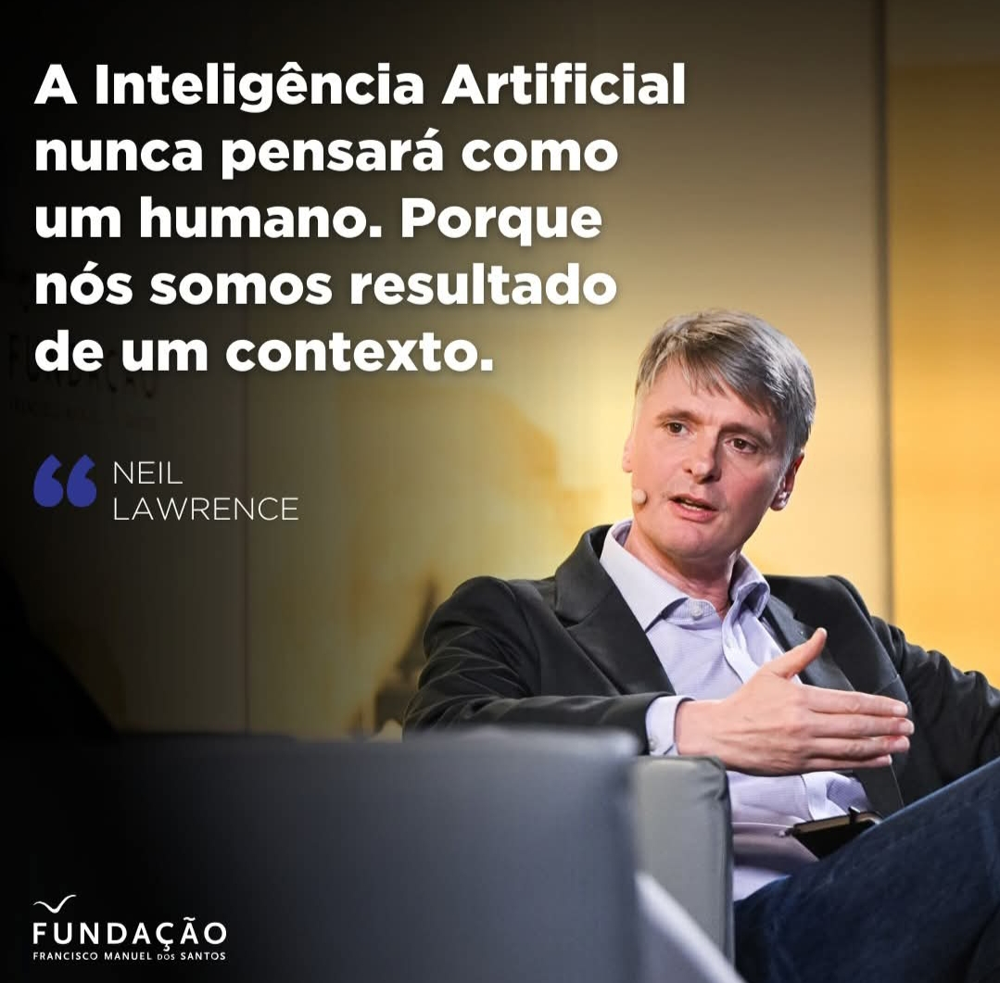 A Inteligência Artificial
nunca pensará como
um humano. Porque
nós somos resultado
de um contexto.
NEIL
LAWRENCE
FUNDAÇÃO
FUNDAÇÃO
FRANCISCO MANUEL DOS SANTOS